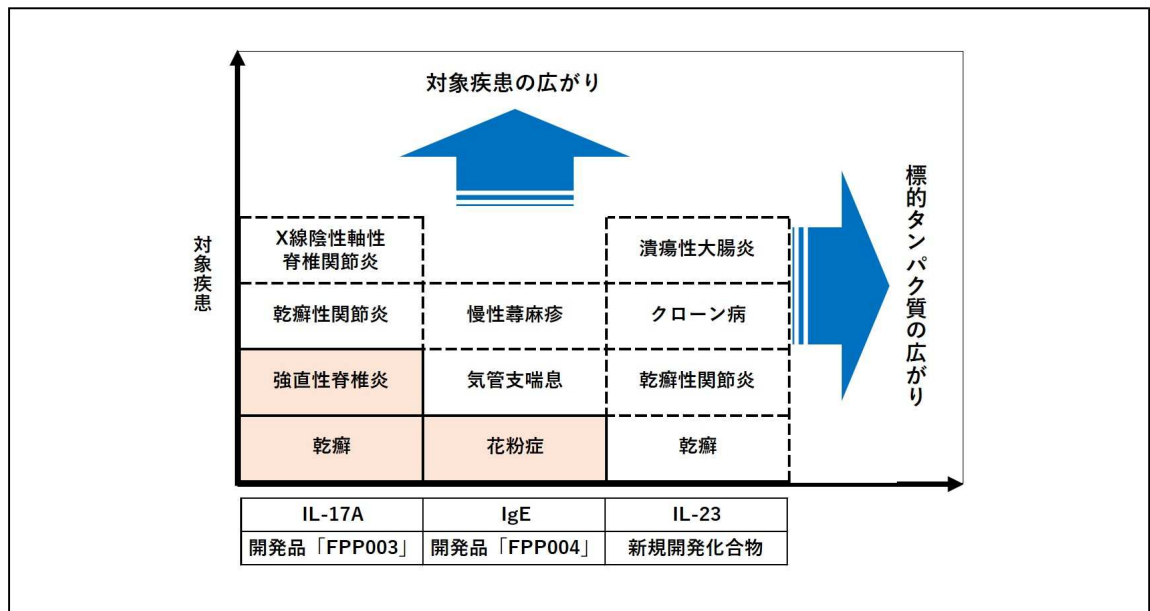 対象疾患の広がり
標的タンパク質の広がり
対象疾患
X線陰性軸性
脊椎関節炎
潰瘍性大腸炎
乾癬性関節炎
慢性蕁麻疹
クローン病
強直性脊椎炎
気管支喘息
乾癬性関節炎
乾癬
花粉症
乾癬
IL-17A
IgE
IL-23
開発品「FPP003」
開発品「FPP004」
新規開発化合物